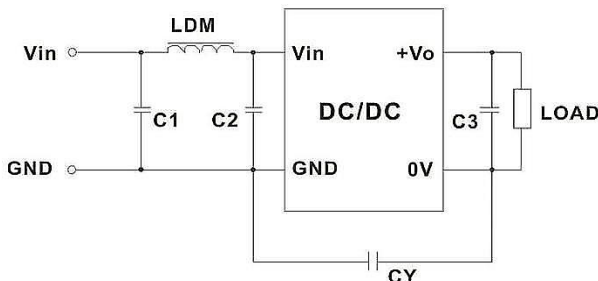 LDM
Vin
Vin
+Vo
C1
C2
DC/DC
C3
LOAD
GND
GND
0V
CY